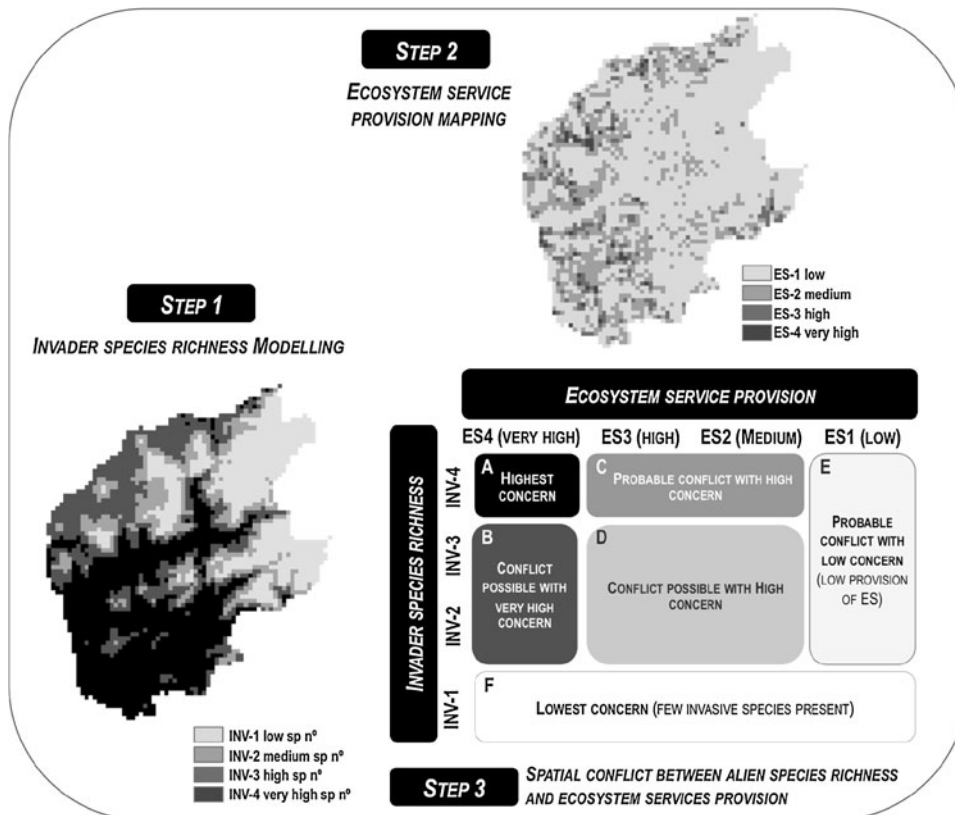 STEP 2
ECOSYSTEM SERVICE
PROVISION MAPPING
ES-1 low
ES-2 medium
ES-3 high
ES-4 very high
STEP 1
INVADER SPECIES RICHNESS MODELLING
INV-1 low sp nº
INV-2 medium sp nº
INV-3 high sp nº
INV-4 very high sp nº
ECOSYSTEM SERVICE PROVISION
ES4 (VERY HIGH) ES3 (HIGH) ES2 (MEDIUM) ES1 (LOW)
INVADER SPECIES RICHNESS
INV-4
INV-3
INV-2
INV-1
A
HIGHEST
CONCERN
C
PROBABLE CONFLICT WITH HIGH
CONCERN
E
PROBABLE
CONFLICT WITH
LOW CONCERN
(LOW PROVISION
OF ES)
B
CONFLICT
POSSIBLE WITH
VERY HIGH
CONCERN
D
CONFLICT POSSIBLE WITH HIGH
CONCERN
F
LOWEST CONCERN (FEW INVASIVE SPECIES PRESENT)
STEP 3
SPATIAL CONFLICT BETWEEN ALIEN SPECIES RICHNESS
AND ECOSYSTEM SERVICES PROVISION